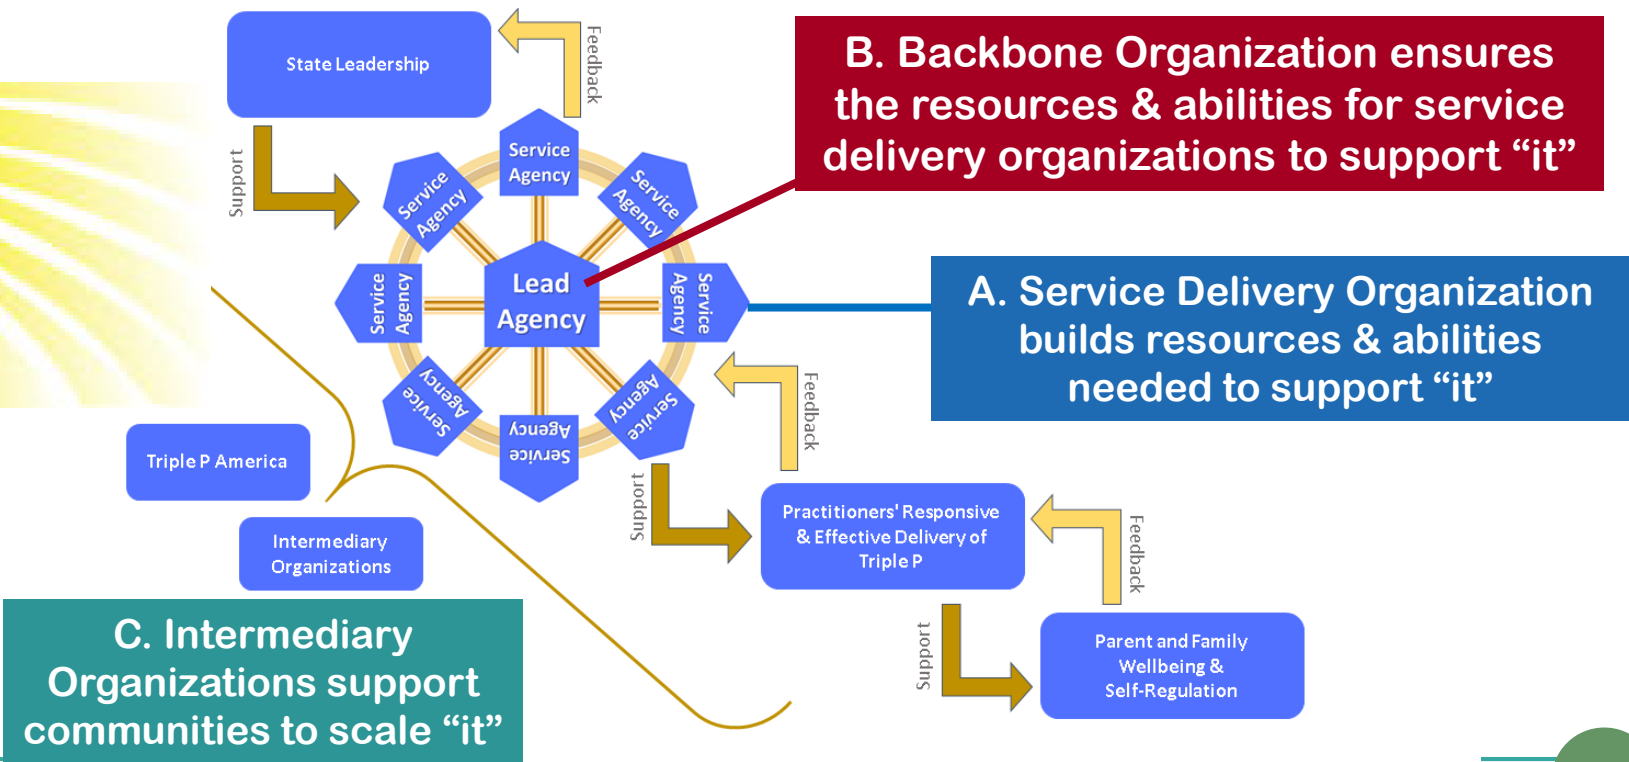 State Leadership
Feedback
Support
B. Backbone Organization ensures
the resources & abilities for service
delivery organizations to support “it”
Service
Agency
Service
Agency
Service
Agency
Service
Agency
Lead
Agency
Service
Agency
Service
Agency
Service
Agency
Service
Agency
A. Service Delivery Organization
builds resources & abilities
needed to support “it”
Feedback
Support
Triple P America
Intermediary
Organizations
Practitioners' Responsive
& Effective Delivery of
Triple P
Feedback
Support
Parent and Family
Wellbeing &
Self-Regulation
C. Intermediary
Organizations support
communities to scale “it”